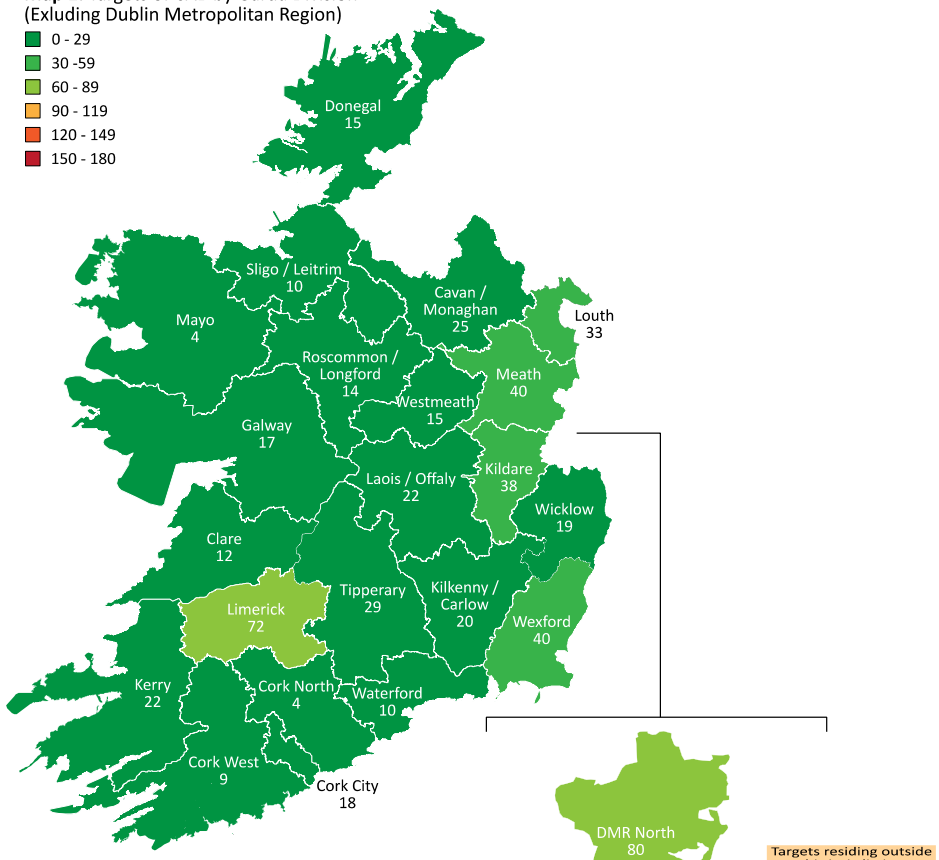 (Exluding Dublin Metropolitan Region)
0 - 29
30 -59
60 - 89
90 - 119
120 - 149
150 - 180
Donegal
15
Sligo / Leitrim
10
Cavan /
Monaghan
25
Louth
33
Mayo
4
Roscommon /
Longford
14
Meath
40
Westmeath
15
Galway
17
Laois / Offaly
22
Kildare
38
Wicklow
19
Clare
12
Tipperary
29
Kilkenny /
Carlow
20
Limerick
72
Wexford
40
Kerry
22
Cork North
4
Waterford
10
Cork West
9
Cork City
18
DMR North
80
Targets residing outside